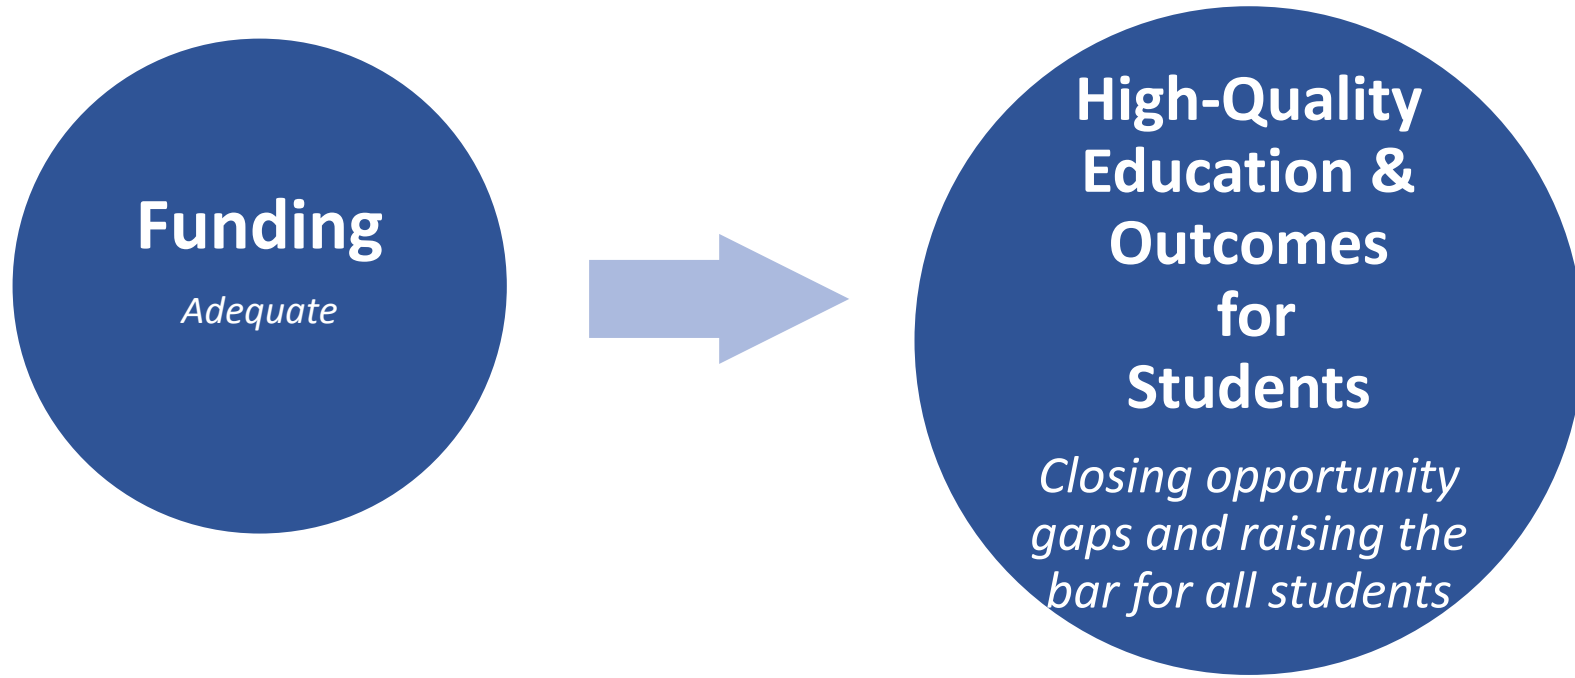 Funding
Adequate
High-Quality
Education &
Outcomes
for
Students
Closing opportunity
gaps and raising the
bar for all students